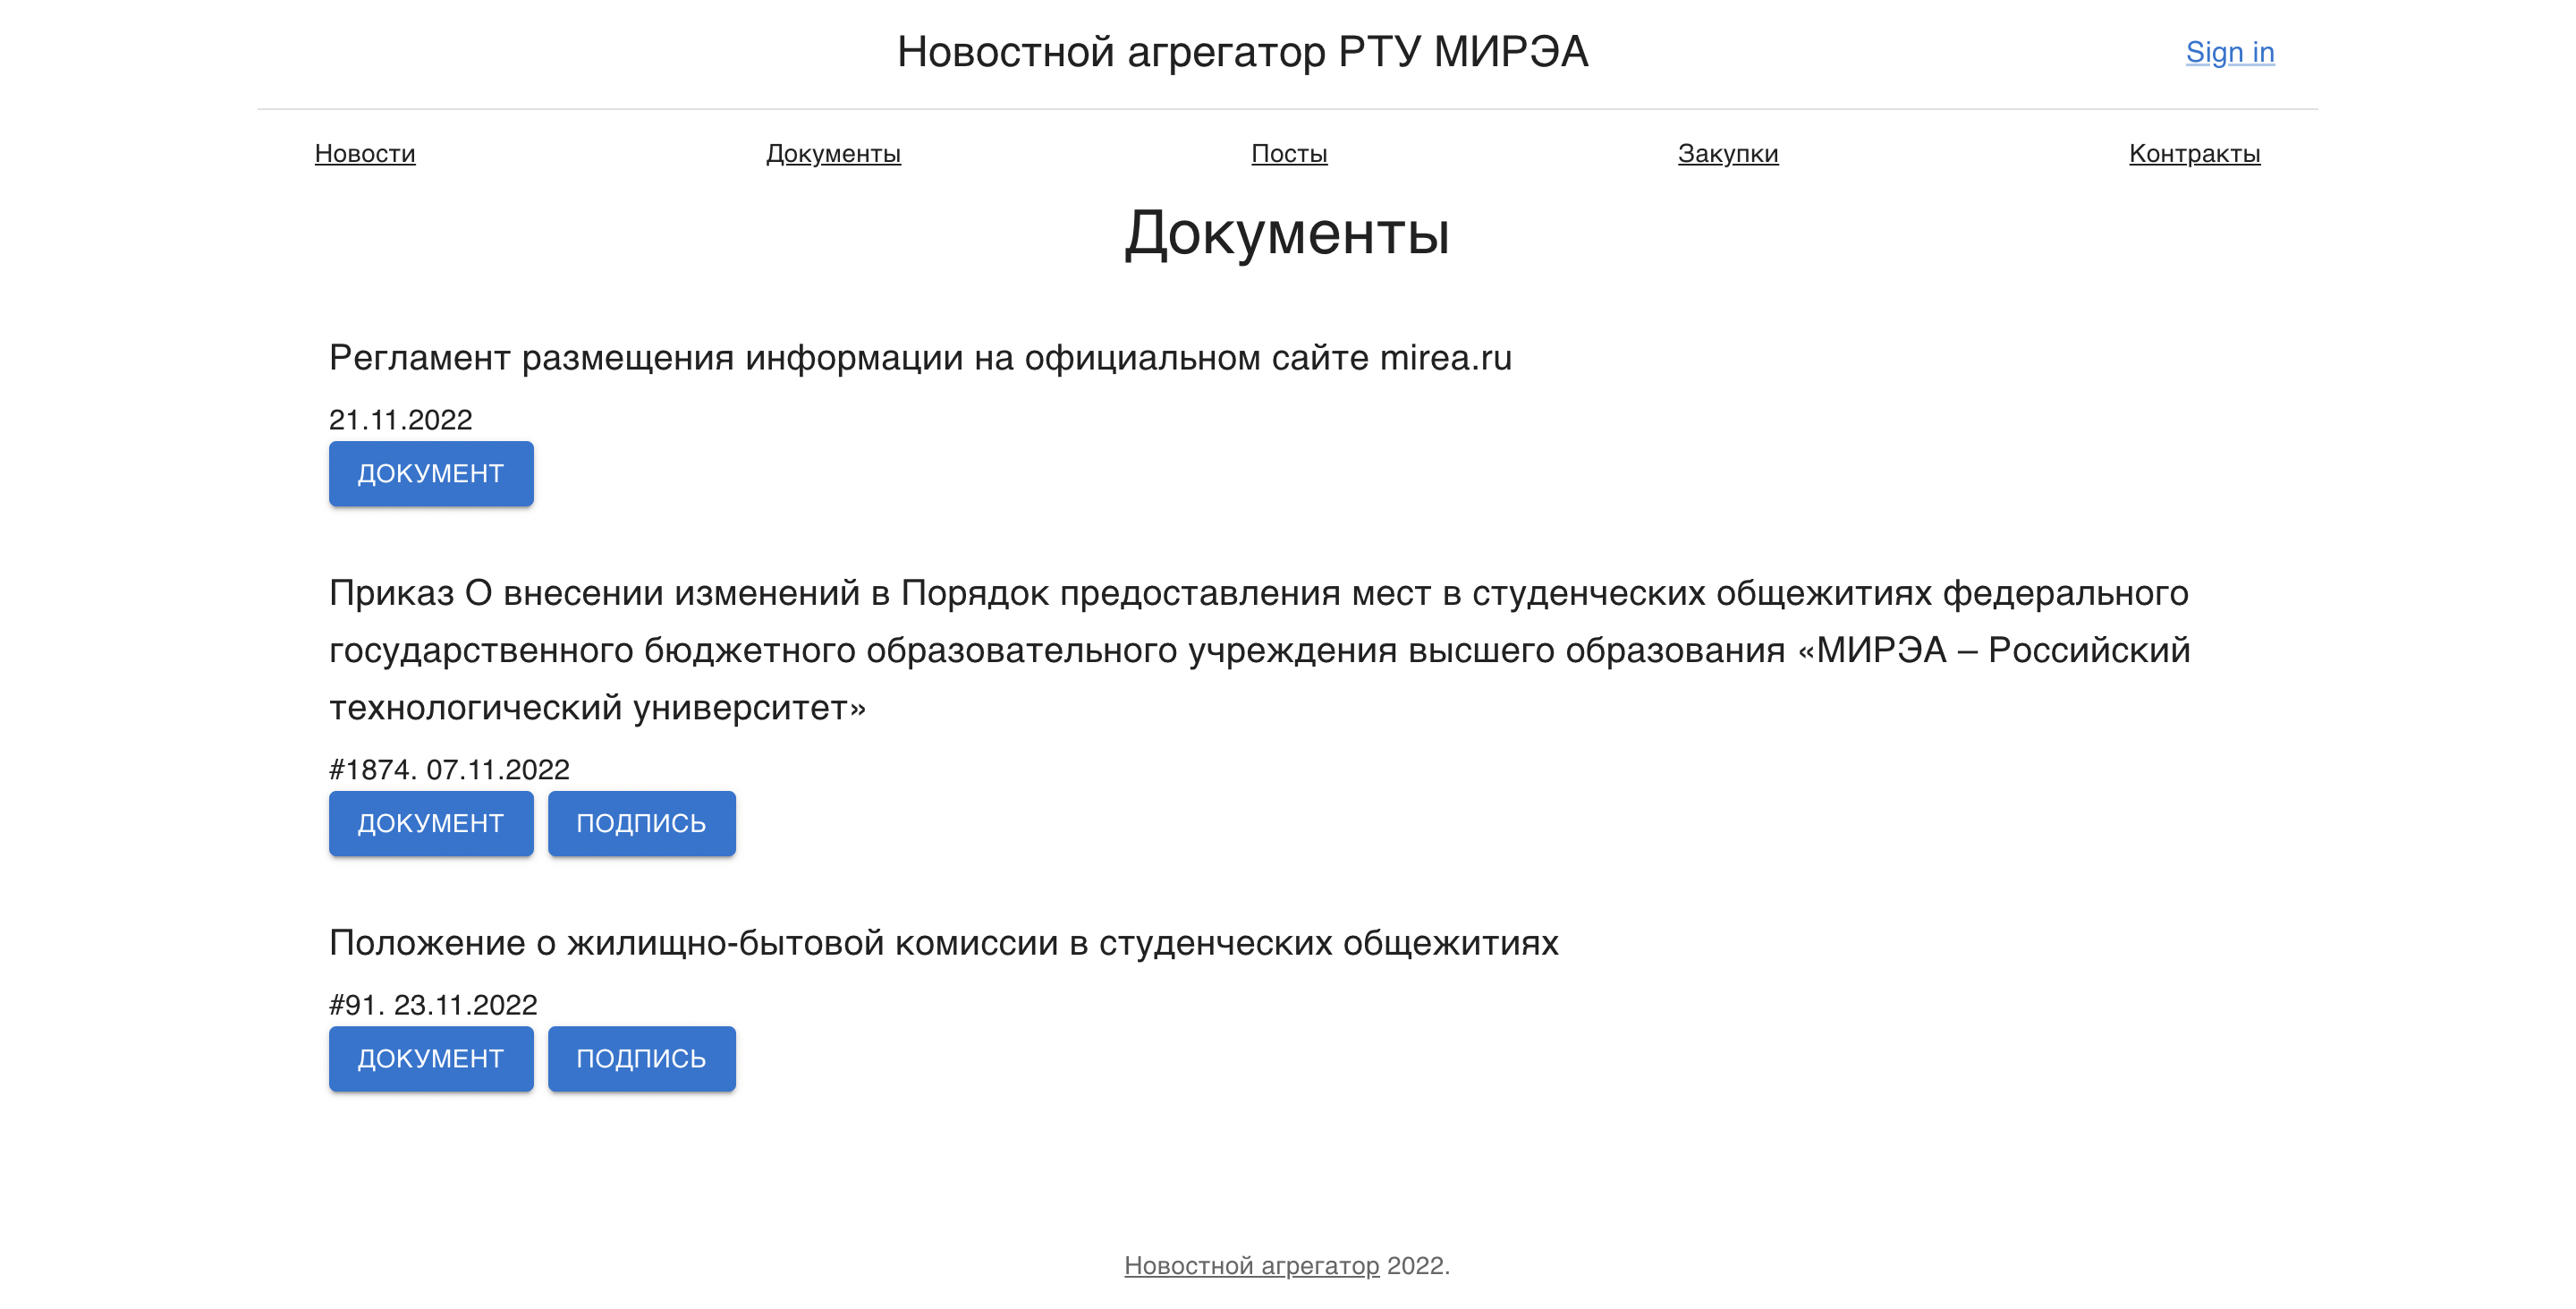 Новостной агрегатор РТУ МИРЭА
Sign in
Новости
Документы
Посты
Закупки
Контракты
Документы
Регламент размещения информации на официальном сайте mirea.ru
21.11.2022
ДОКУМЕНТ
Приказ О внесении изменений в Порядок предоставления мест в студенческих общежитиях федерального
государственного бюджетного образовательного учреждения высшего образования «МИРЭА – Российский
технологический университет»
#1874. 07.11.2022
ДОКУМЕНТ
ПОДПИСЬ
Положение о жилищно-бытовой комиссии в студенческих общежитиях
#91. 23.11.2022
ДОКУМЕНТ
ПОДПИСЬ
Новостной агрегатор 2022.